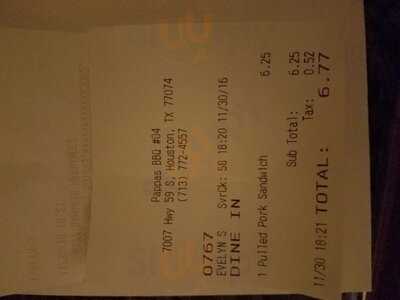 Pappas BBQ #04
7007 Hwy 59 S, Houston, TX 77074
(713) 772-4557
0767
EVELYN S SvrCk: 58 18:20 11/30/16
DINE IN
1 Pulled Pork Sandwich 6.25
Sub Total: 6.25
Tax: 0.52
11/30 18:21 TOTAL: 6.77